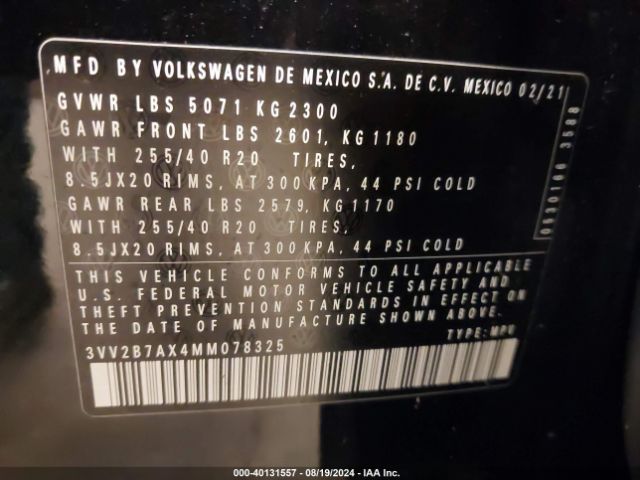 MFD BY VOLKSWAGEN DE MEXICO S.A. DE C.V. MEXICO 02/21
GVWR LBS 5071 KG 2300
GAWR FRONT LBS 2601, KG 1180
WITH 255/40 R20 TIRES,
8.5JX20 RIMS, AT 300 KPA, 44 PSI COLD
GAWR REAR LBS 2579, KG 1170
WITH 255/40 R20 TIRES,
8.5JX20 RIMS, AT 300 KPA, 44 PSI COLD
THIS VEHICLE CONFORMS TO ALL APPLICABLE
U.S. FEDERAL MOTOR VEHICLE SAFETY AND
THEFT PREVENTION STANDARDS IN EFFECT ON
THE DATE OF MANUFACTURE SHOWN ABOVE.
3VV2B7AX4MM078325 TYPE: MPV
3588
000-40131557 - 08/19/2024 - IAA Inc.